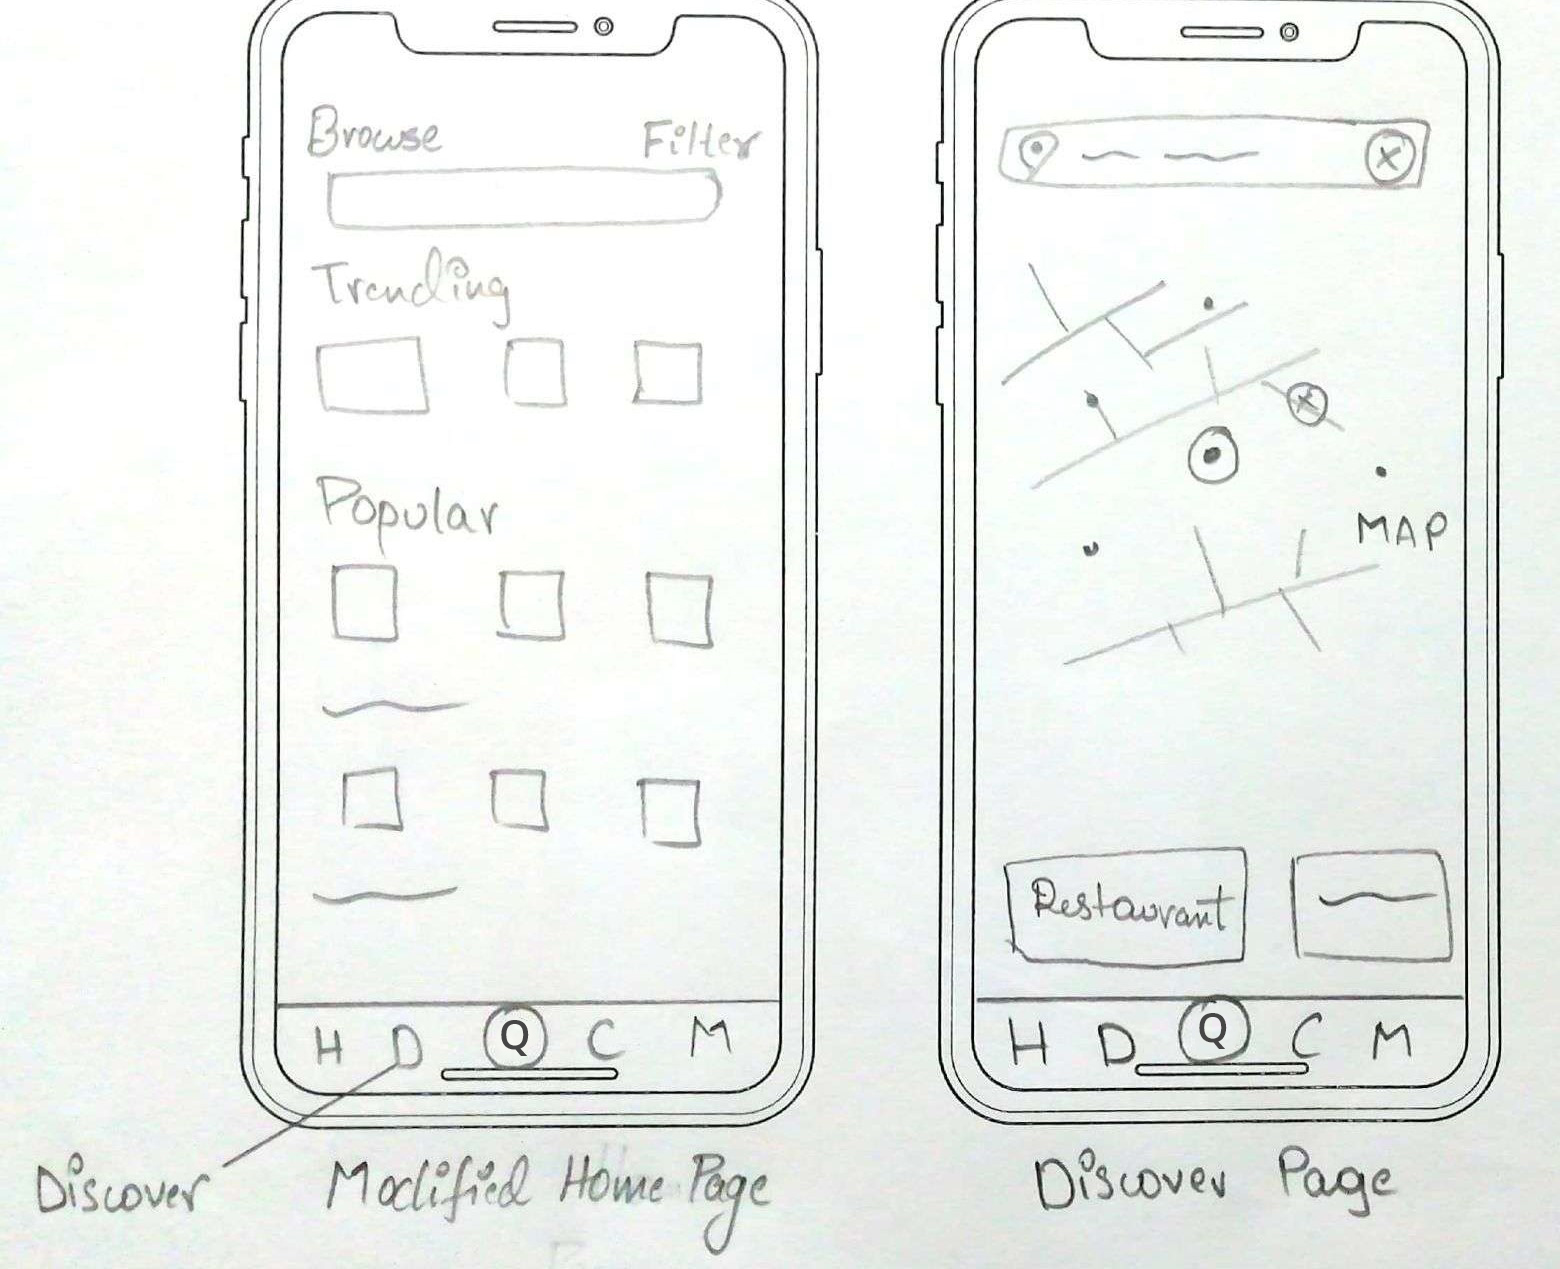 Browse Filter
Trending
Popular
H D Q C M
Discover
Modified Home Page
MAP
Restaurant
H D Q C M
Discover Page